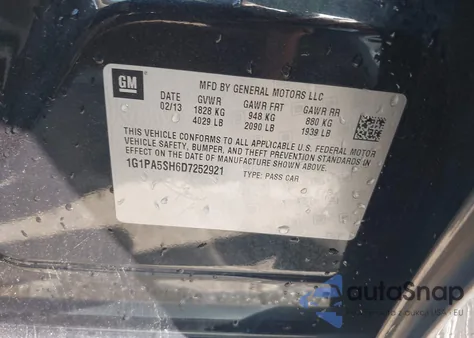 GM
MFD BY GENERAL MOTORS LLC
DATE GVWR GAWR FRT GAWR RR
02/13 1828 KG 948 KG 880 KG
4029 LB 2090 LB 1939 LB
THIS VEHICLE CONFORMS TO ALL APPLICABLE U.S. FEDERAL MOTOR
VEHICLE SAFETY, BUMPER, AND THEFT PREVENTION STANDARDS IN
EFFECT ON THE DATE OF MANUFACTURE SHOWN ABOVE.
1G1PA5SH6D7252921
TYPE: PASS CAR
autoSnap